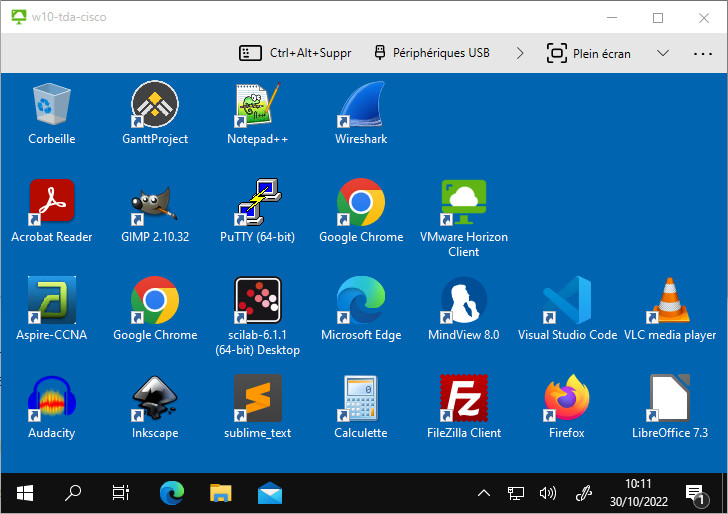 w10-tda-cisco
Ctrl+Alt+Suppr
Périphériques USB
Plein écran
Corbeille
GanttProject
Notepad++
Wireshark
Acrobat Reader
GIMP 2.10.32
PuTTY (64-bit)
Google Chrome
VMware Horizon
Client
Aspire-CCNA
Google Chrome
scilab-6.1.1
(64-bit) Desktop
Microsoft Edge
MindView 8.0
Visual Studio Code
VLC media player
Audacity
Inkscape
sublime_text
Calculette
FileZilla Client
Firefox
LibreOffice 7.3
10:11
30/10/2022
1